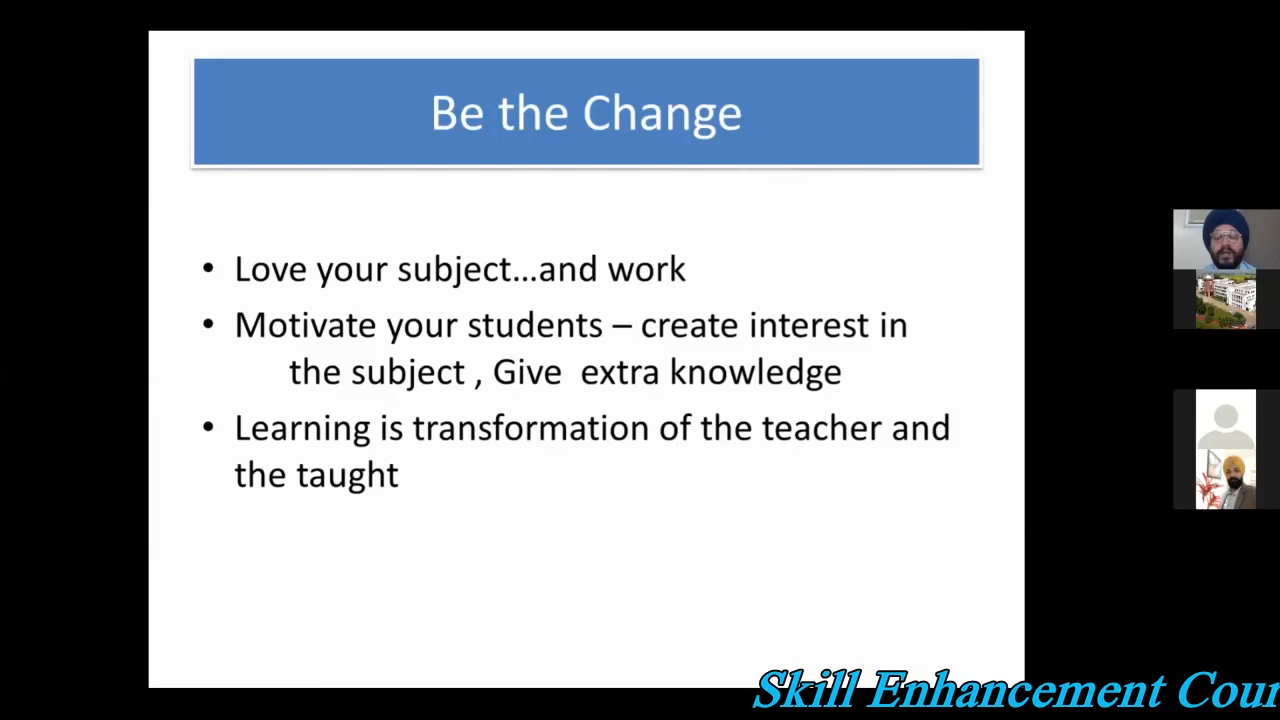 Be the Change
• Love your subject...and work
• Motivate your students – create interest in
the subject , Give  extra knowledge
• Learning is transformation of the teacher and
the taught
Skill Enhancement Cour